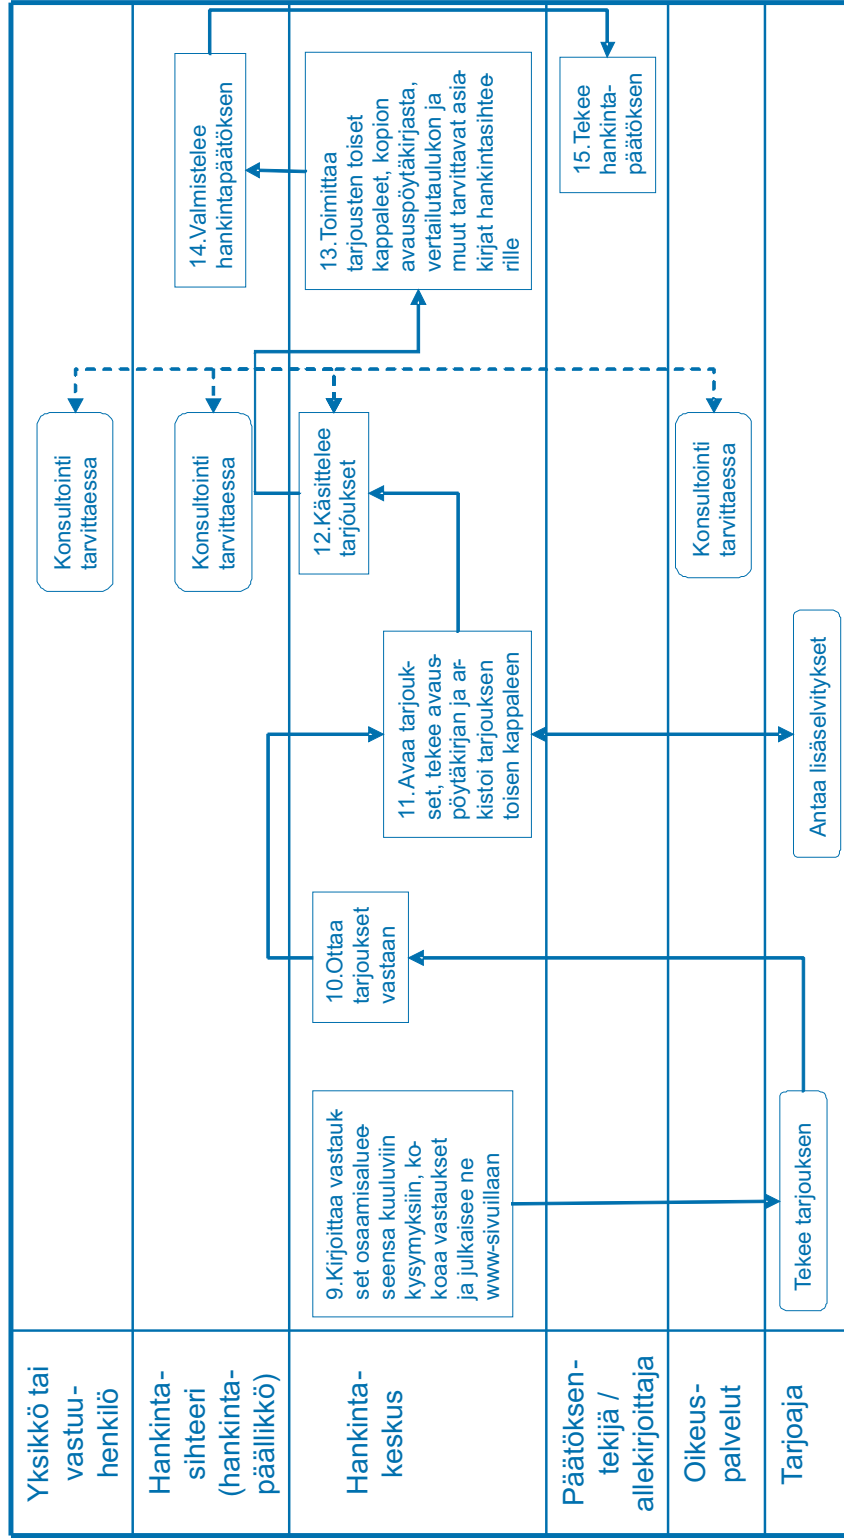 Yksikkö tai
vastuu-
henkilö
Konsultointi
tarvittaessa
Hankinta-
sihteeri
(hankinta-
päällikkö)
Konsultointi
tarvittaessa
14.Valmistelee
hankintapäätöksen
Hankinta-
keskus
9.Kirjoittaa vastauk-
set osaamisaluee-
seensa kuuluviin
kysymyksiin, ko-
koaa vastaukset
ja julkaisee ne
www-sivuillaan
10.Ottaa
tarjoukset
vastaan
11.Avaa tarjouk-
set, tekee avaus-
pöytäkirjan ja ar-
kistoi tarjouksen
toisen kappaleen
12.Käsittelee
tarjoukset
13.Toimittaa
tarjousten toiset
kappaleet, kopion
avauspöytäkirjasta,
vertailutaulukon ja
muut tarvittavat asia-
kirjat hankintasihtee-
rille
Päätöksen-
tekijä /
allekirjoittaja
15.Tekee
hankinta-
päätöksen
Oikeus-
palvelut
Konsultointi
tarvittaessa
Tarjoaja
Tekee tarjouksen
Antaa lisäselvitykset